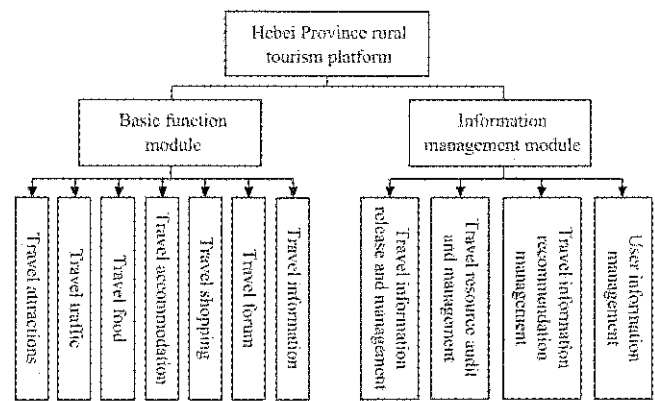 Hebei Province rural
tourism platform
Basic function
module
Information
management module
Travel attractions
Travel traffic
Travel food
Travel accommodation
Travel shopping
Travel forum
Travel information
Travel information
release and management
Travel resource audit
and management
Travel information
recommendation
management
User information
management